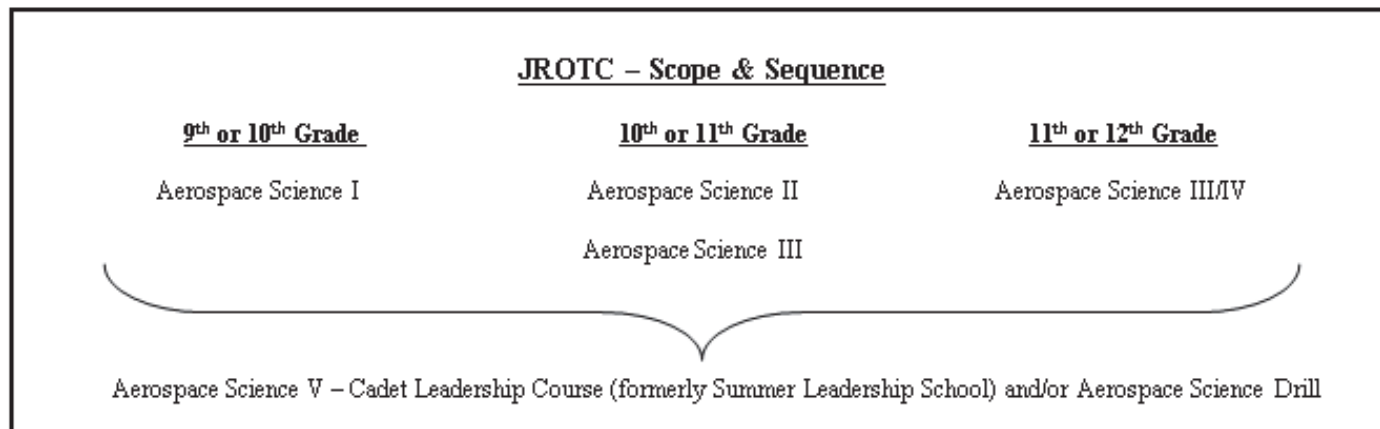 JROTC – Scope & Sequence
9th or 10th Grade
10th or 11th Grade
11th or 12th Grade
Aerospace Science I
Aerospace Science II
Aerospace Science III/IV
Aerospace Science III
Aerospace Science V – Cadet Leadership Course (formerly Summer Leadership School) and/or Aerospace Science Drill